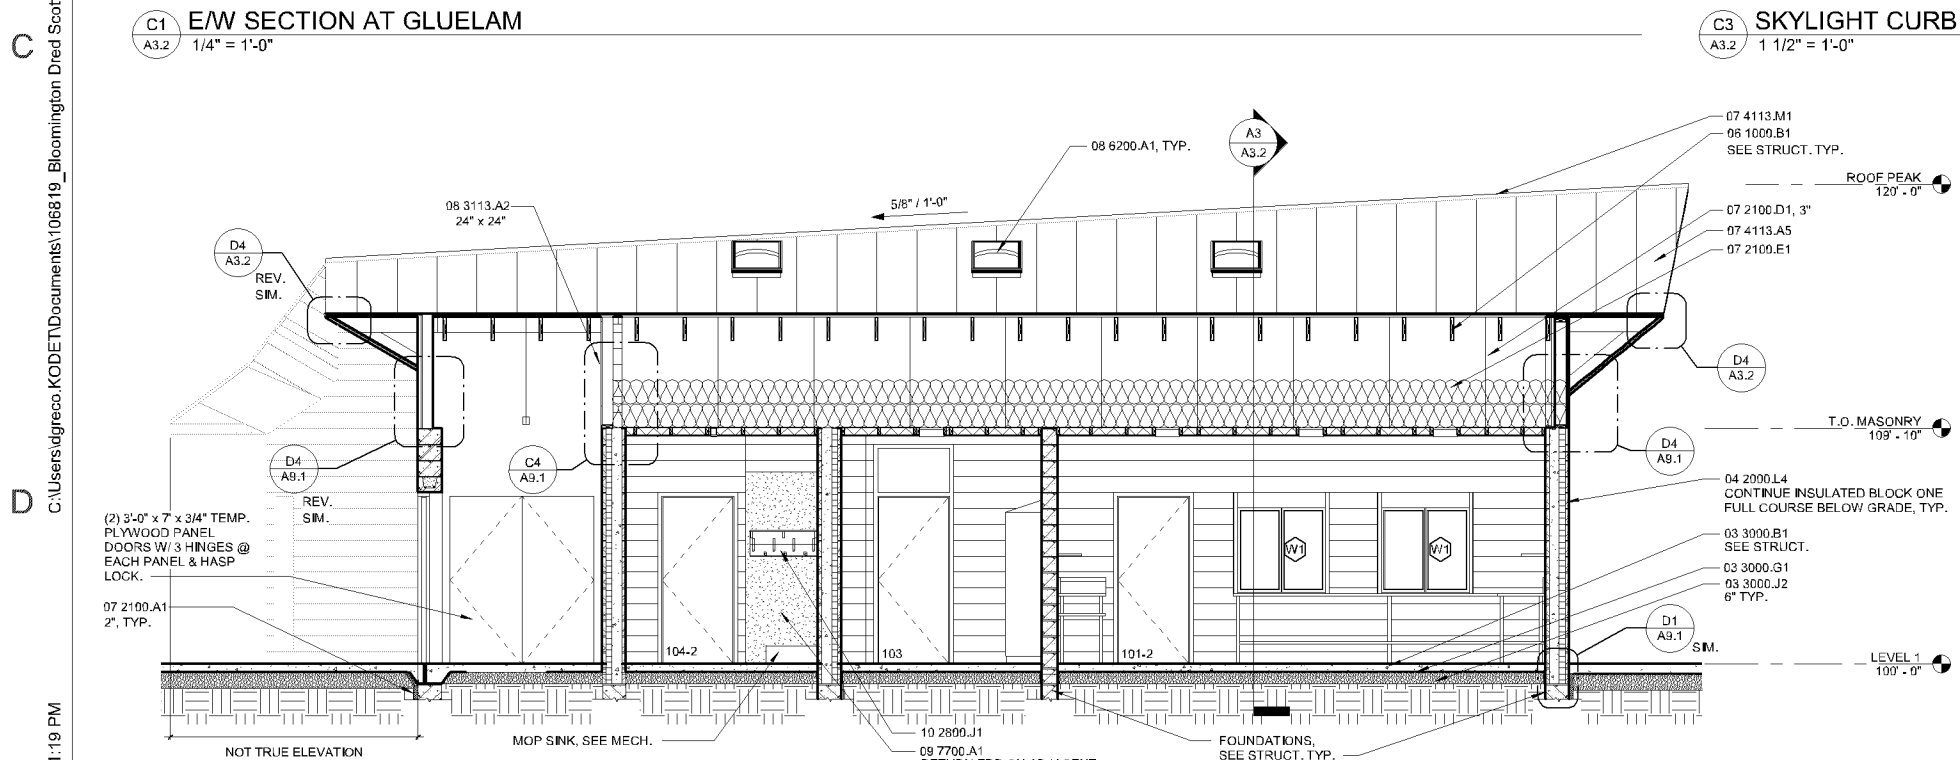 C
C:\Users\dgreco.KODET\Documents\106819_Bloomington Dred Scot
C1
A3.2
E/W SECTION AT GLUELAM
1/4" = 1'-0"
C3
A3.2
SKYLIGHT CURB
1 1/2" = 1'-0"
07 4113.M1
06 1000.B1
SEE STRUCT. TYP.
08 6200.A1, TYP.
A3
A3.2
ROOF PEAK
120' - 0"
08 3113.A2
24" x 24"
5/8" / 1'-0"
07 2100.D1, 3"
07 4113.A5
07 2100.E1
D4
A3.2
REV.
SIM.
D4
A3.2
T.O. MASONRY
109' - 10"
D4
A9.1
REV.
SIM.
C4
A9.1
D4
A9.1
D
04 2000.L4
CONTINUE INSULATED BLOCK ONE
FULL COURSE BELOW GRADE, TYP.
(2) 3'-0" x 7' x 3/4" TEMP.
PLYWOOD PANEL
DOORS W/ 3 HINGES @
EACH PANEL & HASP
LOCK.
W1
W1
03 3000.B1
SEE STRUCT.
03 3000.G1
03 3000.J2
6" TYP.
07 2100.A1
2", TYP.
D1
A9.1
SIM.
104-2
103
101-2
LEVEL 1
100' - 0"
1:19 PM
NOT TRUE ELEVATION
MOP SINK, SEE MECH.
10 2800.J1
09 7700.A1
FOUNDATIONS,
SEE STRUCT. TYP.